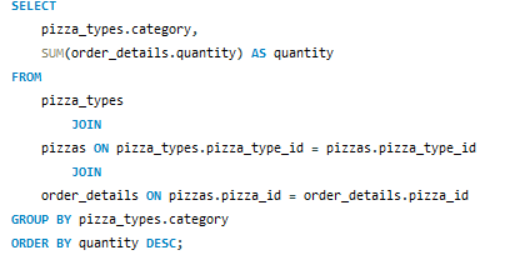 SELECT
pizza_types.category,
SUM(order_details.quantity) AS quantity
FROM
pizza_types
JOIN
pizzas ON pizza_types.pizza_type_id = pizzas.pizza_type_id
JOIN
order_details ON pizzas.pizza_id = order_details.pizza_id
GROUP BY pizza_types.category
ORDER BY quantity DESC;